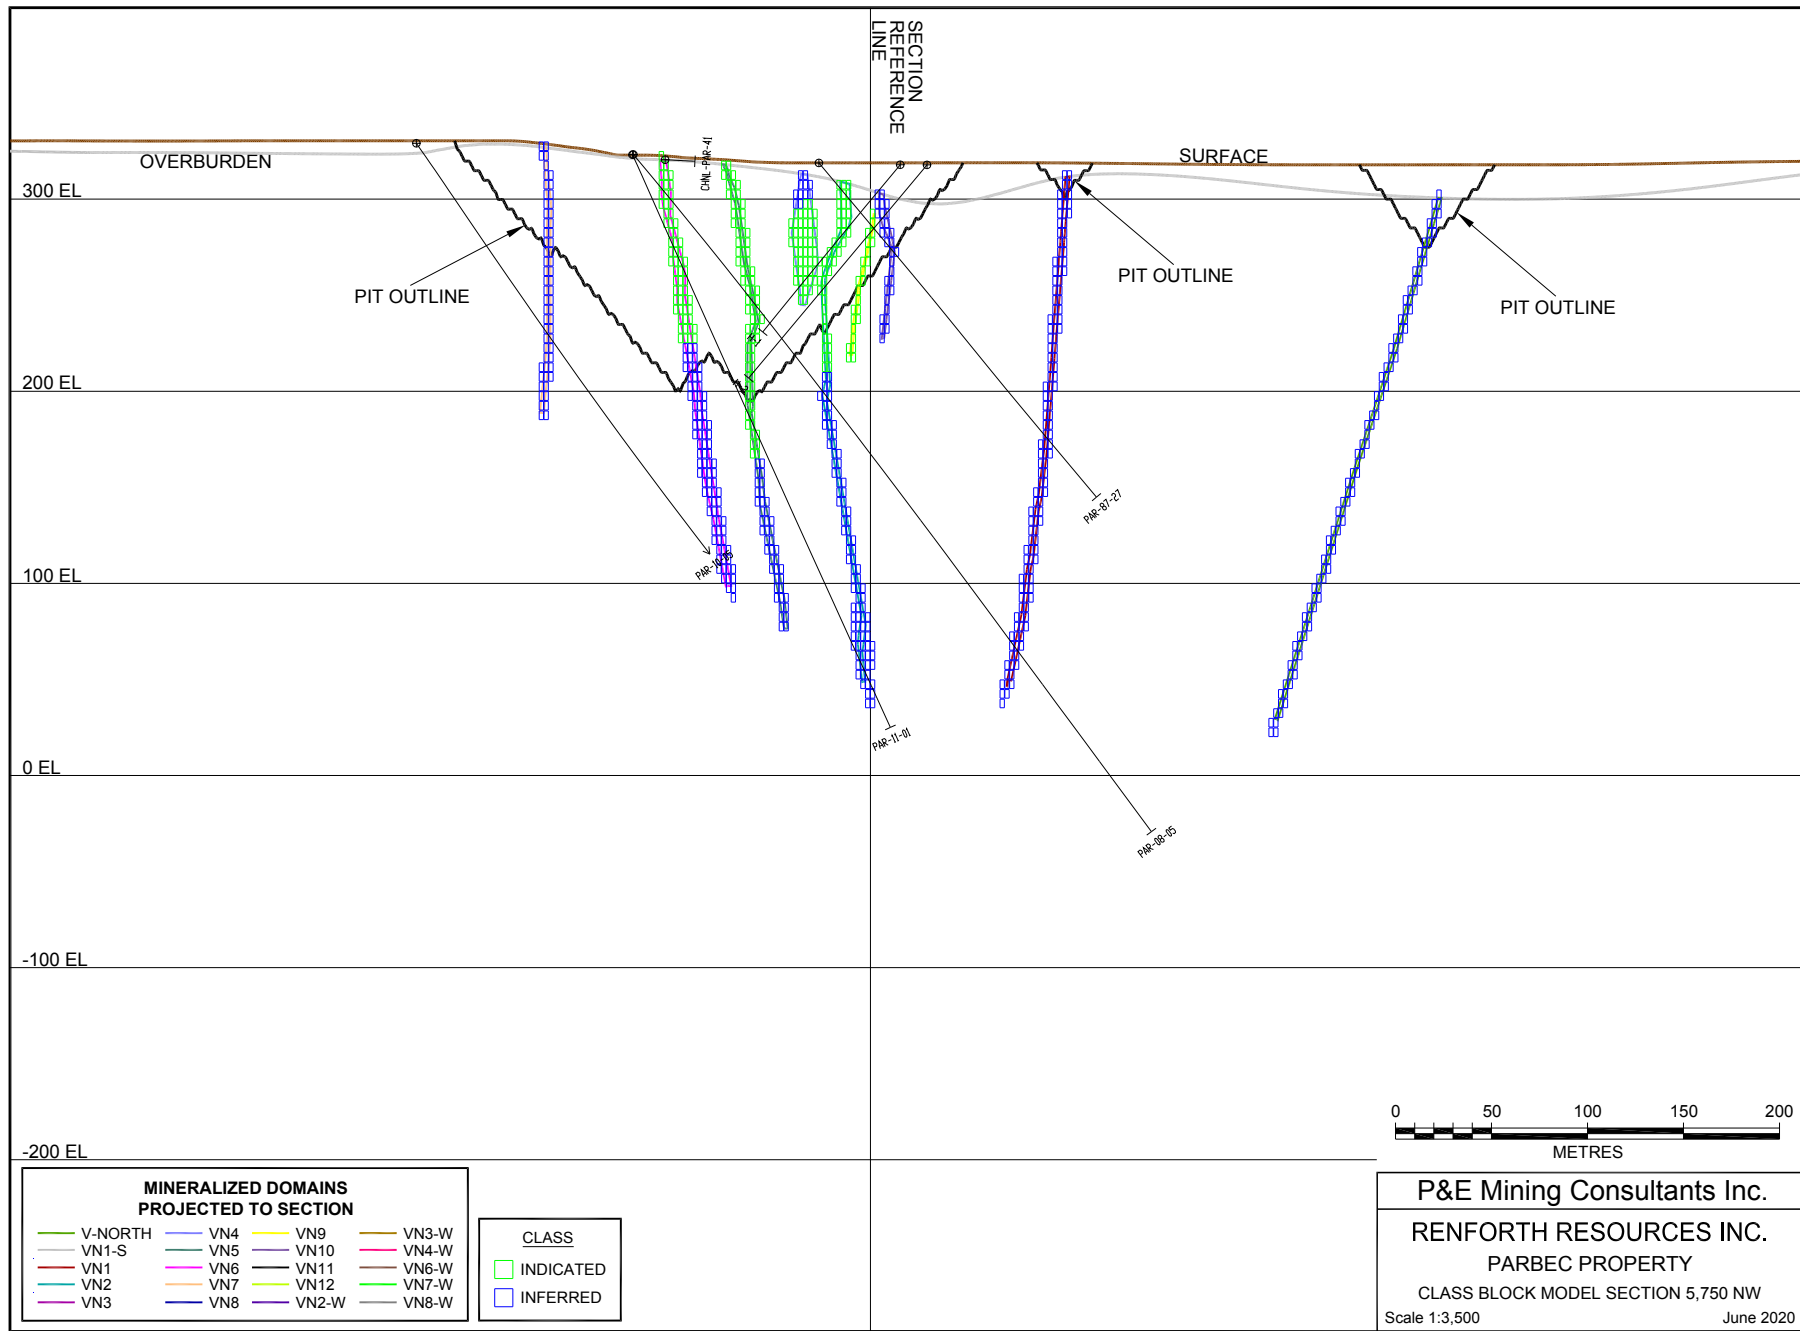 SECTION
REFERENCE
LINE
CHNL-PAR-41
OVERBURDEN
SURFACE
300 EL
PIT OUTLINE
PIT OUTLINE
PIT OUTLINE
200 EL
PAR-87-27
100 EL
PAR-11-01
0 EL
PAR-08-05
-100 EL
-200 EL
0 50 100 150 200
METRES
MINERALIZED DOMAINS
PROJECTED TO SECTION
V-NORTH VN4 VN9 VN3-W
VN1-S VN5 VN10 VN4-W
VN1 VN6 VN11 VN6-W
VN2 VN7 VN12 VN7-W
VN3 VN8 VN2-W VN8-W
CLASS
INDICATED
INFERRED
P&E Mining Consultants Inc.
RENFORTH RESOURCES INC.
PARBEC PROPERTY
CLASS BLOCK MODEL SECTION 5,750 NW
Scale 1:3,500 June 2020